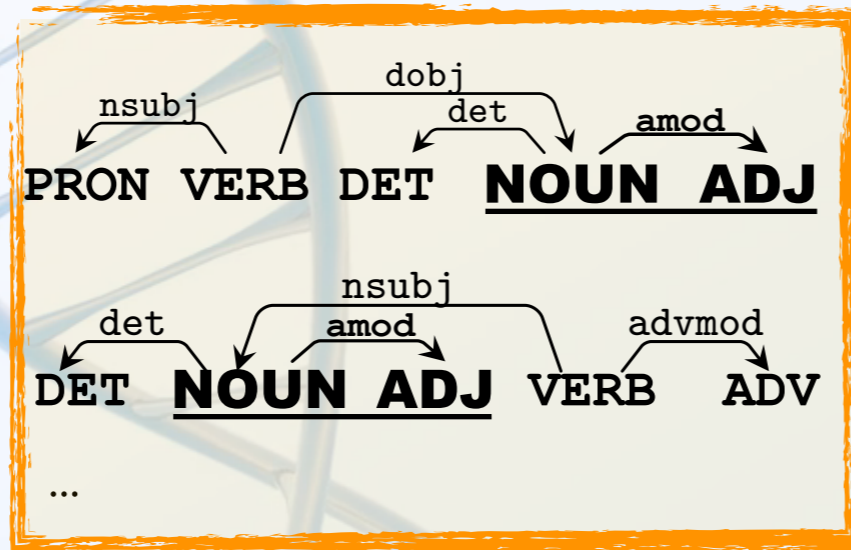 dobj
nsubj det amod
PRON VERB DET NOUN ADJ
nsubj
det amod advmod
DET NOUN ADJ VERB ADV
...